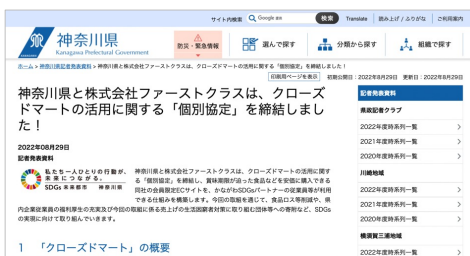 サイト内検索 Google 提供 検索 Translate 読み上げ / ふりがな ご利用案内
神奈川県
Kanagawa Prefectural Government
防災・緊急情報
選んで探す
分類から探す
組織で探す
ホーム > 神奈川県記者発表資料 > 神奈川県と株式会社ファーストクラスは、クローズドマートの活用に関する「個別協定」を締結しました!
印刷用ページを表示 初期公開日:2022年8月29日 更新日:2022年8月29日
神奈川県と株式会社ファーストクラスは、クローズ
ドマートの活用に関する「個別協定」を締結しまし
た!
2022年08月29日
記者発表資料
私たち一人ひとりの行動が、
未来につながる。
SDGs 未来都市 神奈川県
神奈川県と株式会社ファーストクラスは、クローズドマートの活用に関す
る「個別協定」を締結し、賞味期限が迫った食品などを安価に購入できる
同社の会員限定ECサイトを、かながわSDGsパートナーの従業員等が利用
できる仕組みを構築します。今回の取組を通じて、食品ロス等削減や、県
内企業従業員の福利厚生の充実及び今回の取組に係る売上げの生活困窮者対策に取り組む団体等への寄附など、SDGs
の実現に向けて取り組んでいきます。
1 「クローズドマート」の概要
記者発表資料
県政記者クラブ
2022年度時系列一覧
2021年度時系列一覧
2020年度時系列一覧
川崎地域
2022年度時系列一覧
2021年度時系列一覧
2020年度時系列一覧
横須賀三浦地域
2022年度時系列一覧